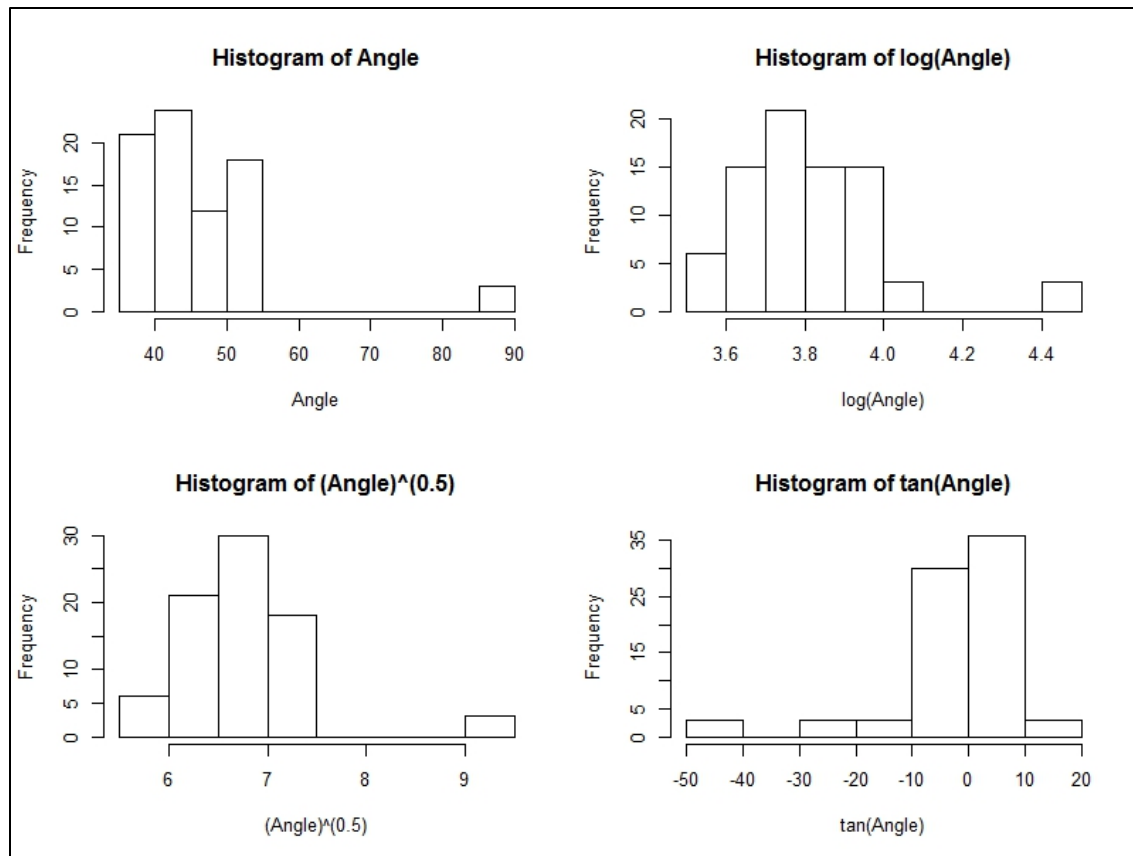 Histogram of Angle
Frequency
0 5 10 15 20
40 50 60 70 80 90
Angle
Histogram of log(Angle)
Frequency
0 5 10 15 20
3.6 3.8 4.0 4.2 4.4
log(Angle)
Histogram of (Angle)^(0.5)
Frequency
0 5 10 20 30
6 7 8 9
(Angle)^(0.5)
Histogram of tan(Angle)
Frequency
0 5 15 25 35
-50 -40 -30 -20 -10 0 10 20
tan(Angle)